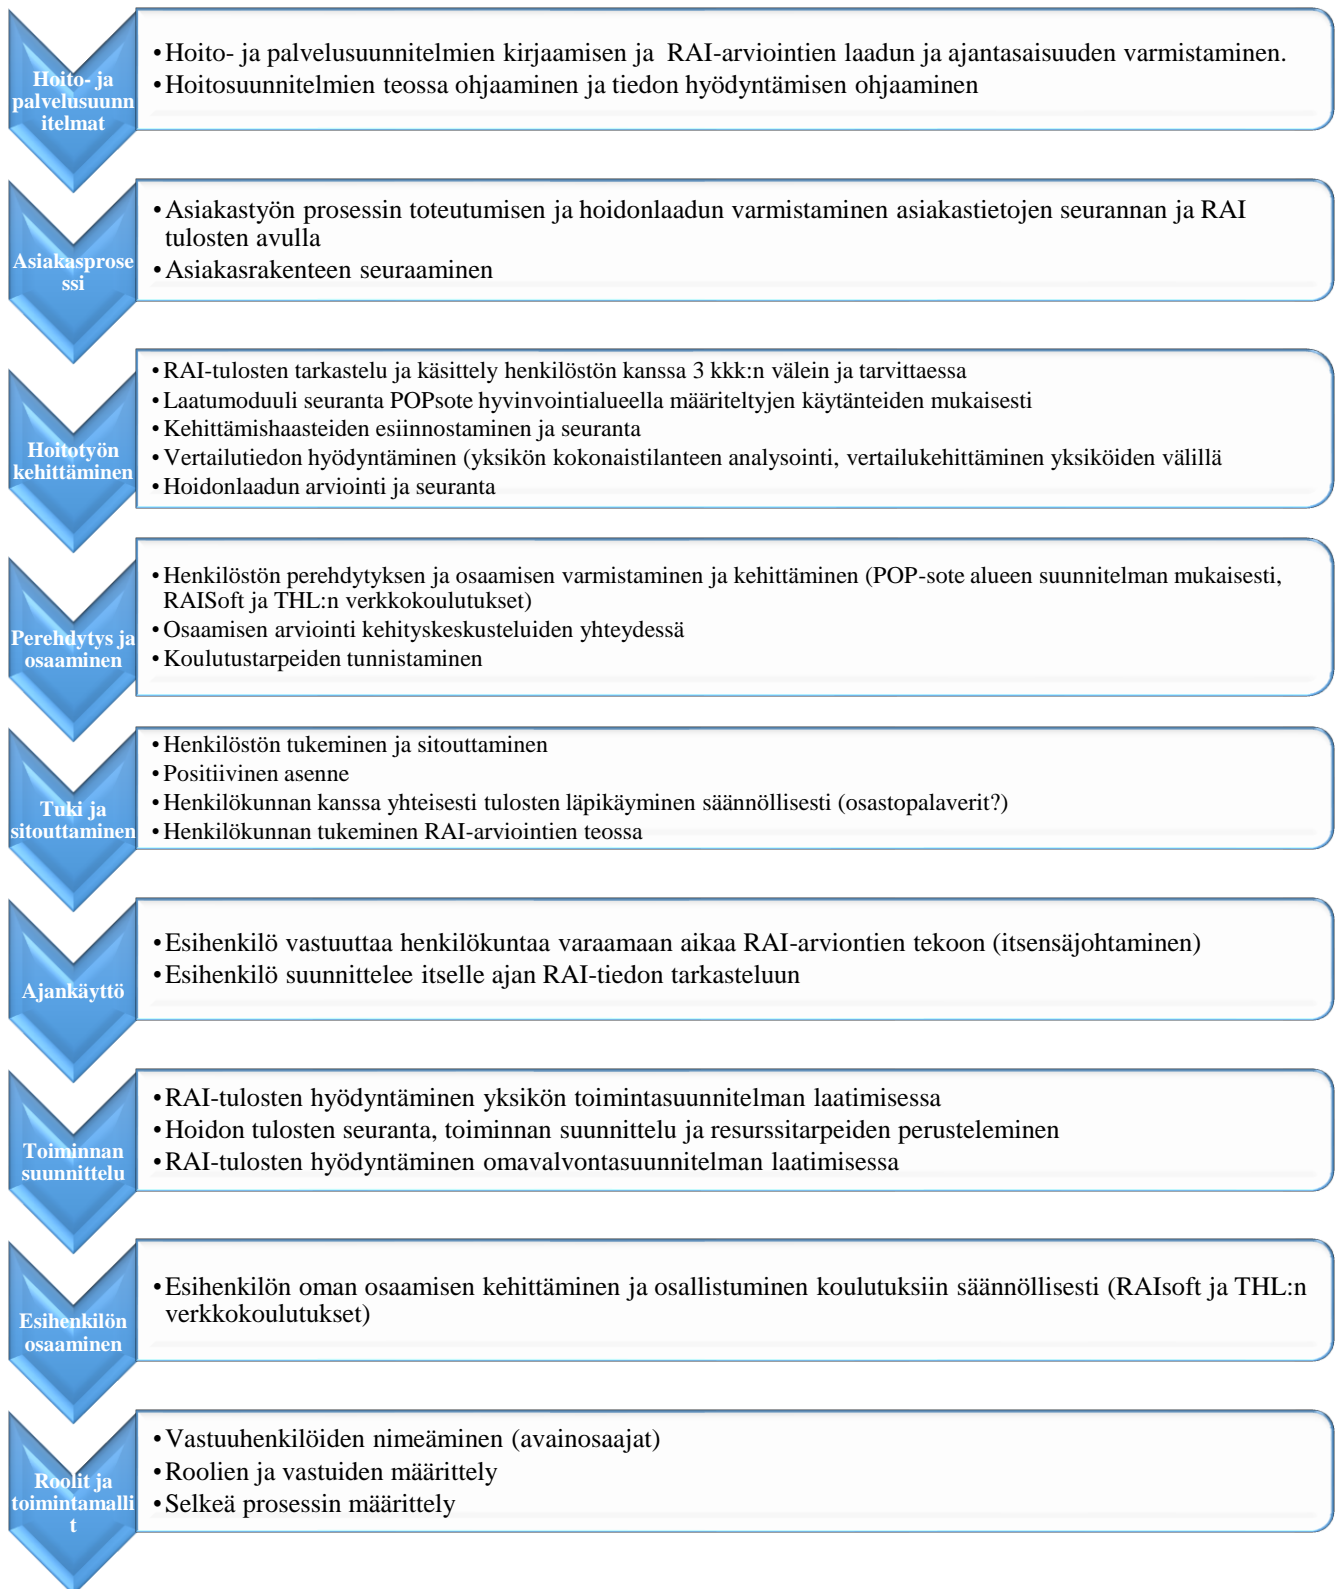 Hoito- ja
palvelusuunn
itelmat
•Hoito- ja palvelusuunnitelmien kirjaamisen ja  RAI-arviointien laadun ja ajantasaisuuden varmistaminen.
•Hoitosuunnitelmien teossa ohjaaminen ja tiedon hyödyntämisen ohjaaminen
Asiakasprose
ssi
•Asiakastyön prosessin toteutumisen ja hoidonlaadun varmistaminen asiakastietojen seurannan ja RAI
tulosten avulla
•Asiakasrakenteen seuraaminen
Hoitotyön
kehittäminen
•RAI-tulosten tarkastelu ja käsittely henkilöstön kanssa 3 kkk:n välein ja tarvittaessa
•Laatumoduuli seuranta POPsote hyvinvointialueella määriteltyjen käytänteiden mukaisesti
•Kehittämishaasteiden esiinnostaminen ja seuranta
•Vertailutiedon hyödyntäminen (yksikön kokonaistilanteen analysointi, vertailukehittäminen yksiköiden välillä
•Hoidonlaadun arviointi ja seuranta
Perehdytys ja
osaaminen
•Henkilöstön perehdytyksen ja osaamisen varmistaminen ja kehittäminen (POP-sote alueen suunnitelman mukaisesti,
RAISoft ja THL:n verkkokoulutukset)
•Osaamisen arviointi kehityskeskusteluiden yhteydessä
•Koulutustarpeiden tunnistaminen
Tuki ja
sitouttaminen
•Henkilöstön tukeminen ja sitouttaminen
•Positiivinen asenne
•Henkilökunnan kanssa yhteisesti tulosten läpikäyminen säännöllisesti (osastopalaverit?)
•Henkilökunnan tukeminen RAI-arviointien teossa
Ajankäyttö
•Esihenkilö vastuuttaa henkilökuntaa varaamaan aikaa RAI-arviontien tekoon (itsensäjohtaminen)
•Esihenkilö suunnittelee itselle ajan RAI-tiedon tarkasteluun
Toiminnan
suunnittelu
•RAI-tulosten hyödyntäminen yksikön toimintasuunnitelman laatimisessa
•Hoidon tulosten seuranta, toiminnan suunnittelu ja resurssitarpeiden perusteleminen
•RAI-tulosten hyödyntäminen omavalvontasuunnitelman laatimisessa
Esihenkilön
osaaminen
•Esihenkilön oman osaamisen kehittäminen ja osallistuminen koulutuksiin säännöllisesti (RAIsoft ja THL:n
verkkokoulutukset)
Roolit ja
toimintamalli
t
•Vastuuhenkilöiden nimeäminen (avainosaajat)
•Roolien ja vastuiden määrittely
•Selkeä prosessin määrittely